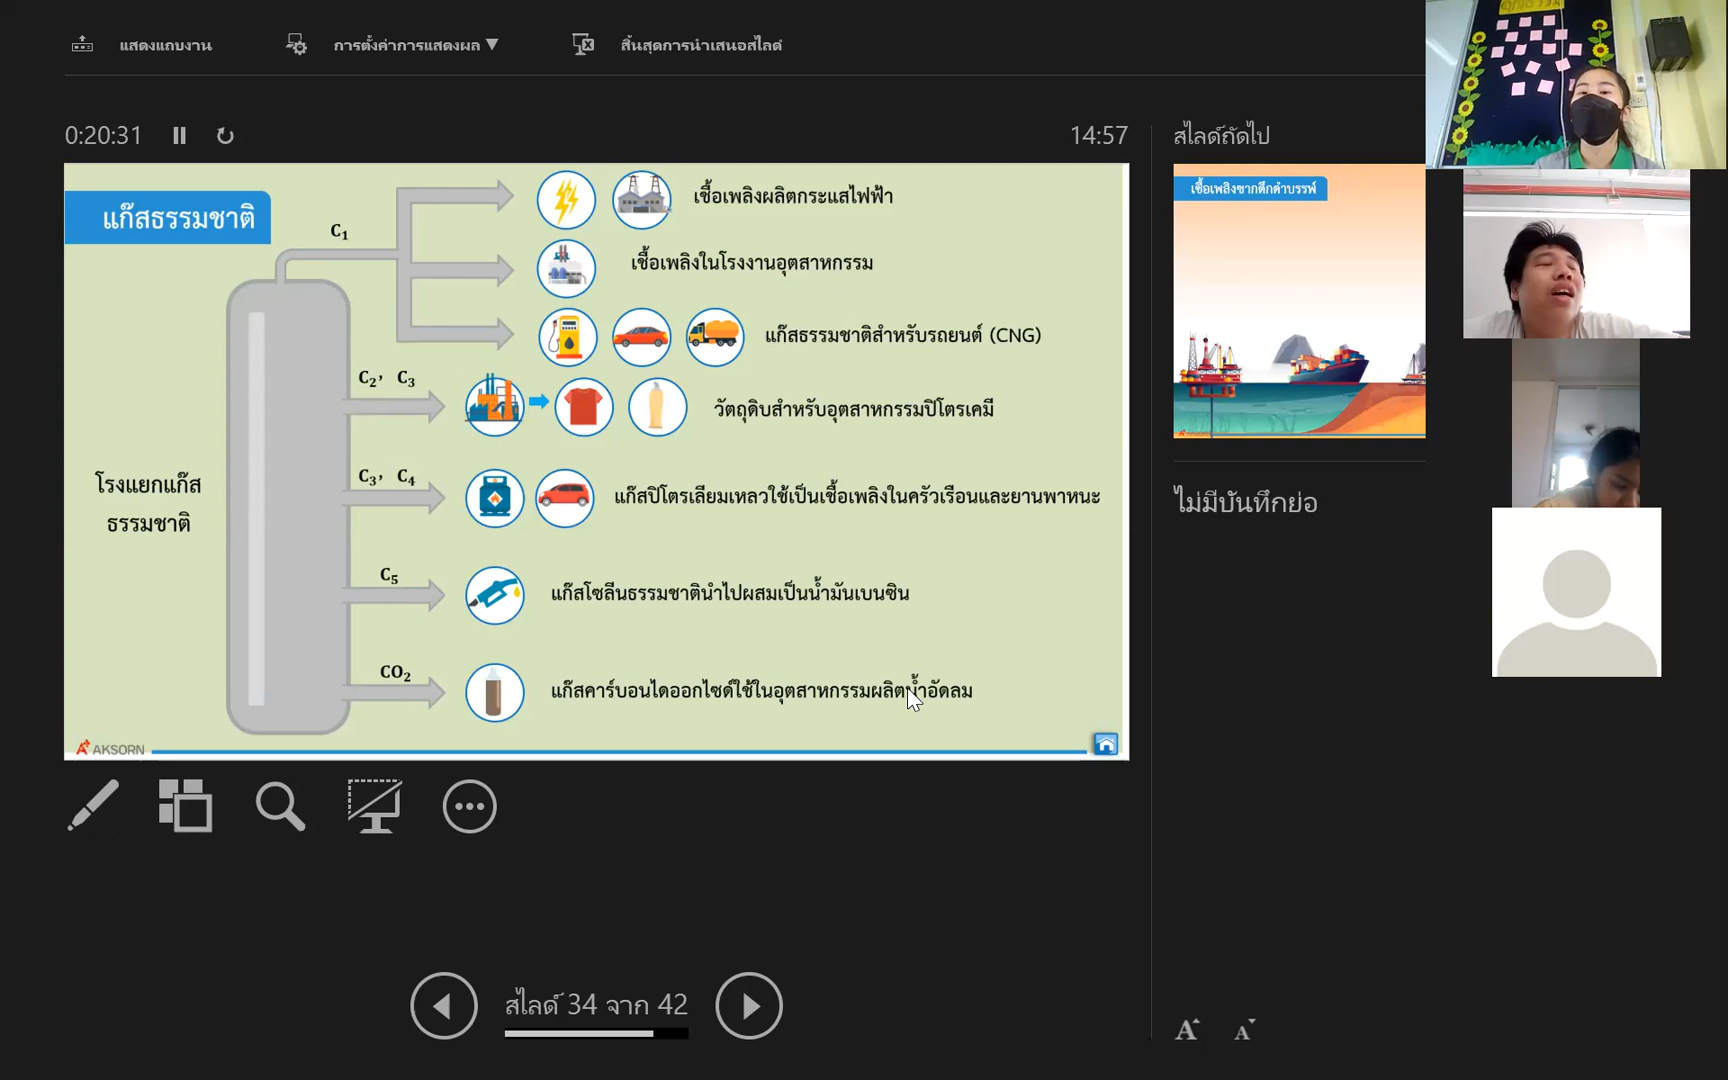 แสดงแถบงาน
การตั้งค่าการแสดงผล ▼
สิ้นสุดการนำเสนอสไลด์
0:20:31
14:57
สไลด์ถัดไป
แก๊สธรรมชาติ
C₁
เชื้อเพลิงผลิตกระแสไฟฟ้า
เชื้อเพลิงในโรงงานอุตสาหกรรม
แก๊สธรรมชาติสำหรับรถยนต์ (CNG)
C₂, C₃
วัตถุดิบสำหรับอุตสาหกรรมปิโตรเคมี
โรงแยกแก๊ส
ธรรมชาติ
C₃, C₄
แก๊สปิโตรเลียมเหลวใช้เป็นเชื้อเพลิงในครัวเรือนและยานพาหนะ
C₅
แก๊สโซลีนธรรมชาตินำไปผสมเป็นน้ำมันเบนซิน
CO₂
แก๊สคาร์บอนไดออกไซด์ใช้ในอุตสาหกรรมผลิตน้ำอัดลม
AKSORN
เชื้อเพลิงซากดึกดำบรรพ์
ไม่มีบันทึกย่อ
สไลด์ 34 จาก 42
A A